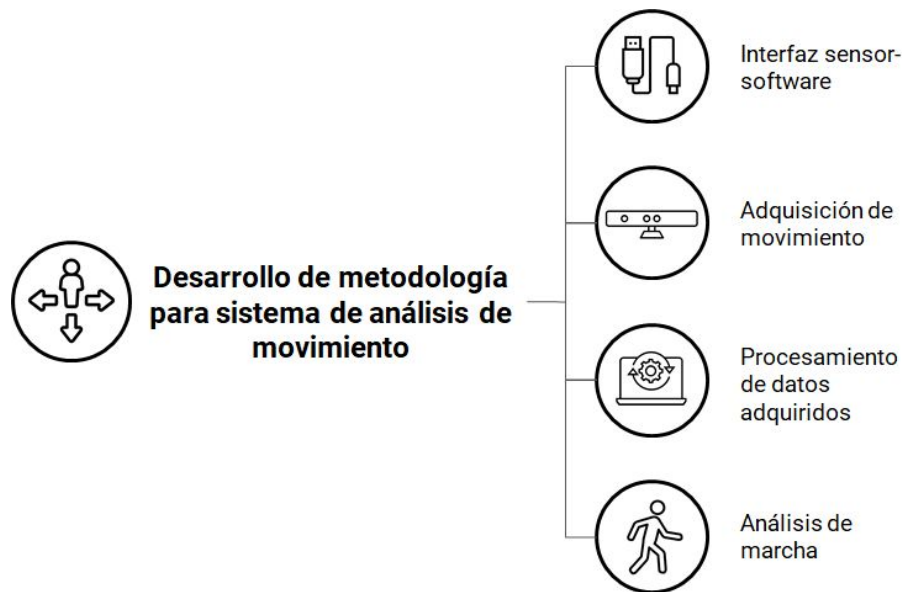 Interfaz sensor-
software
Adquisición de
movimiento
Desarrollo de metodología
para sistema de análisis de
movimiento
Procesamiento
de datos
adquiridos
Análisis de
marcha